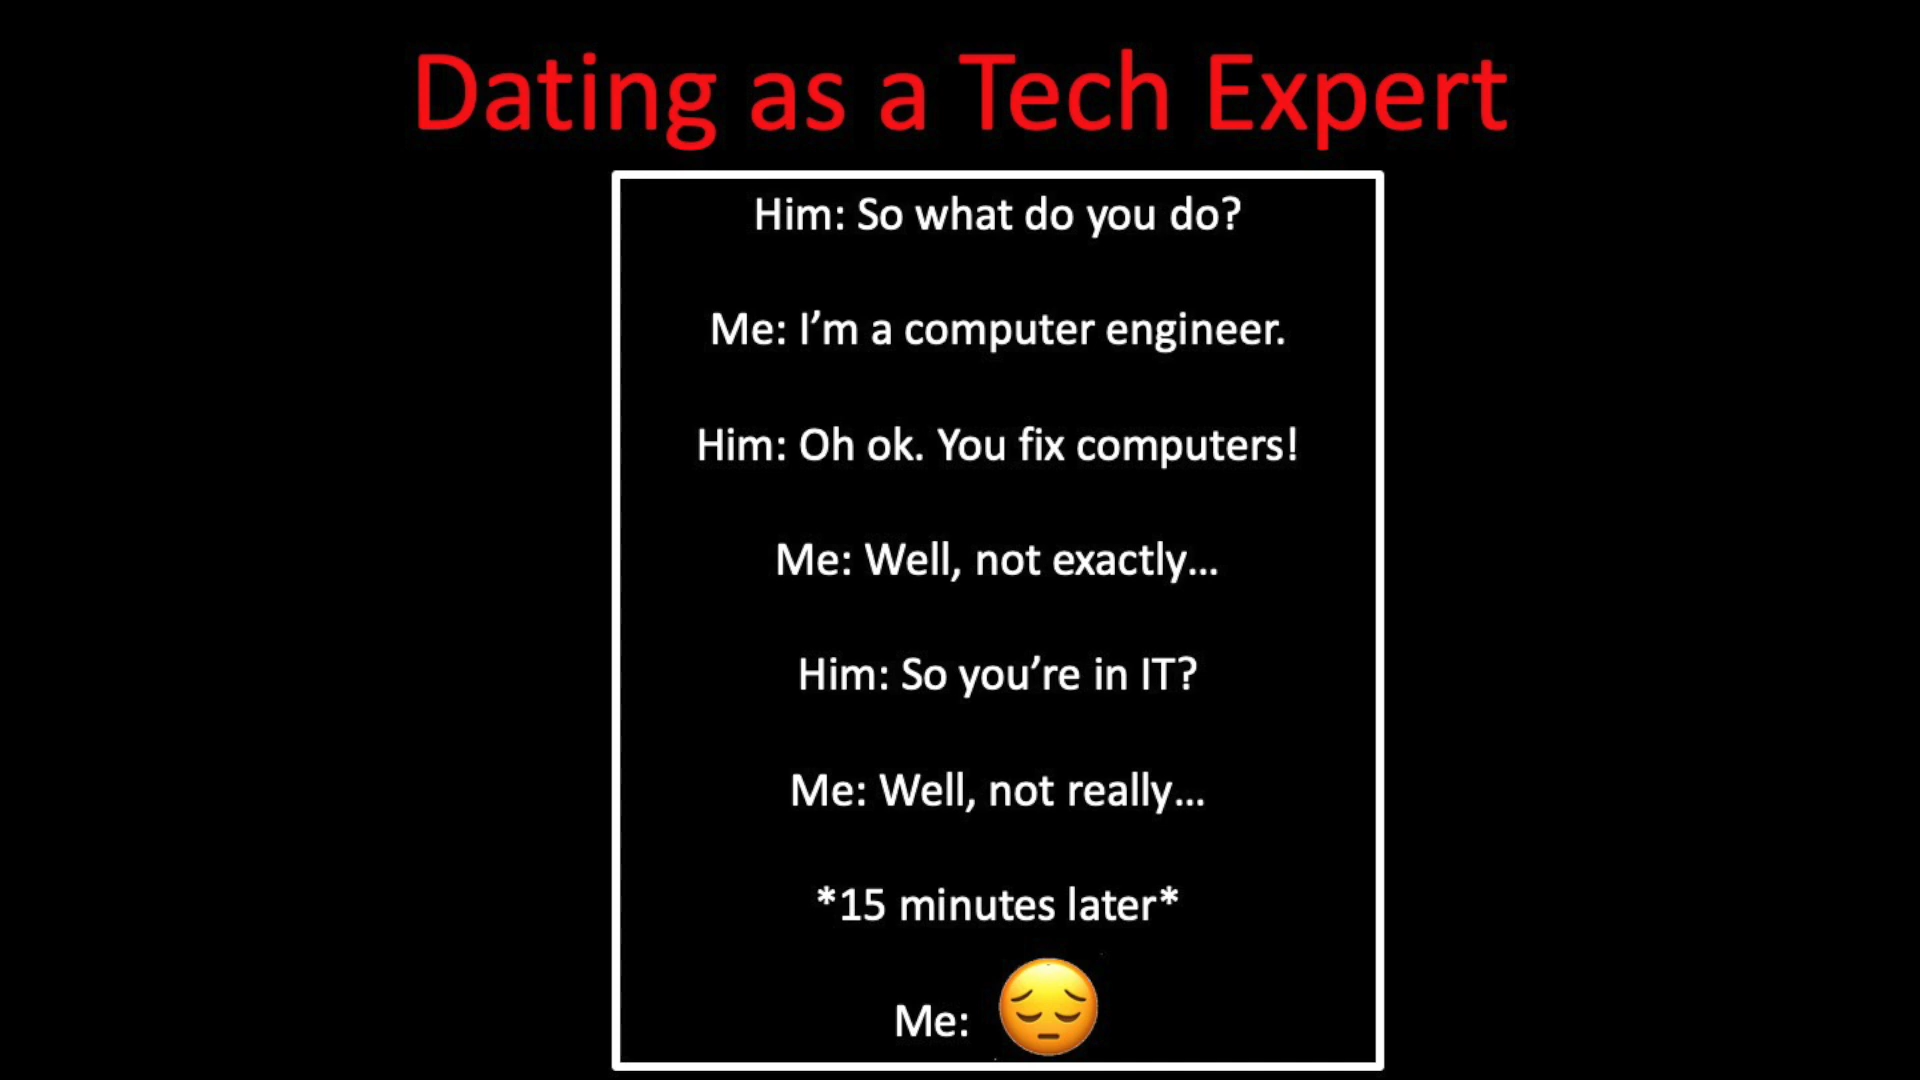 Dating as a Tech Expert
Him: So what do you do?
Me: I’m a computer engineer.
Him: Oh ok. You fix computers!
Me: Well, not exactly...
Him: So you’re in IT?
Me: Well, not really...
*15 minutes later*
Me: 😔